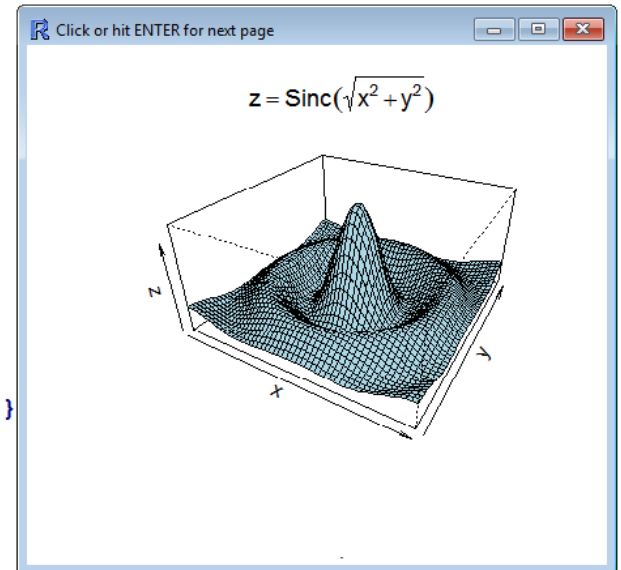 Click or hit ENTER for next page
z = Sinc(√x² + y²)
z
y
x
}